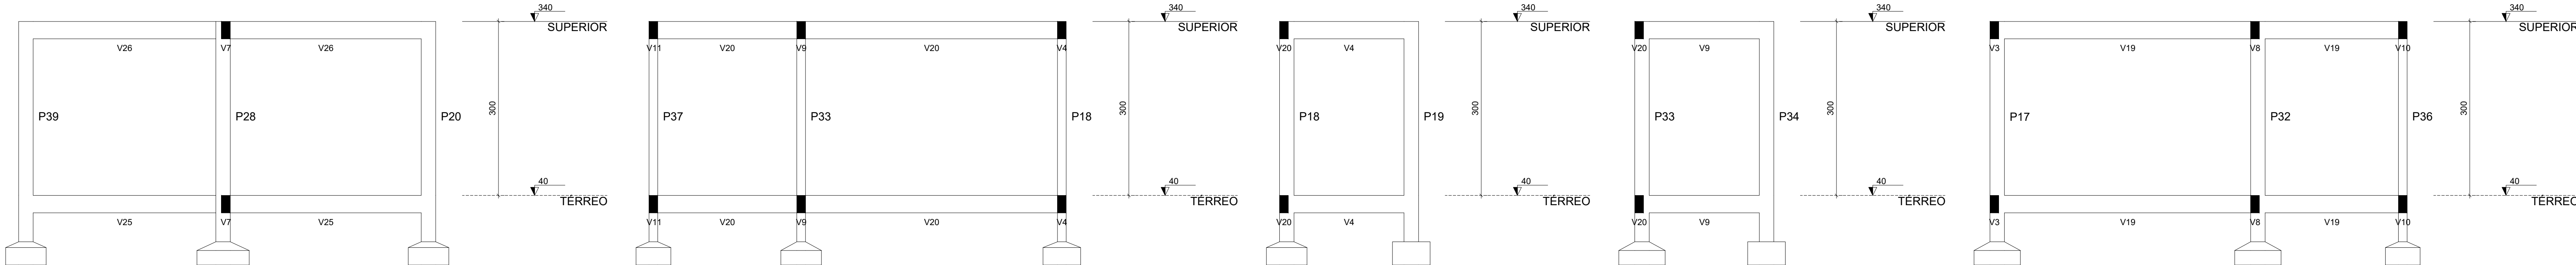 340
SUPERIOR
V26 V7 V26
P39 P28 P20
300
40
TÉRREO
V25 V7 V25
340
SUPERIOR
V11 V20 V9 V20 V4
P37 P33 P18
300
40
TÉRREO
V11 V20 V9 V20 V4
340
SUPERIOR
V20 V4
P18 P19
300
40
TÉRREO
V20 V4
340
SUPERIOR
V20 V9
P33 P34
300
40
TÉRREO
V20 V9
340
SUPERIOR
V3 V19 V8 V19 V10
P17 P32 P36
300
40
TÉRREO
V3 V19 V8 V19 V10